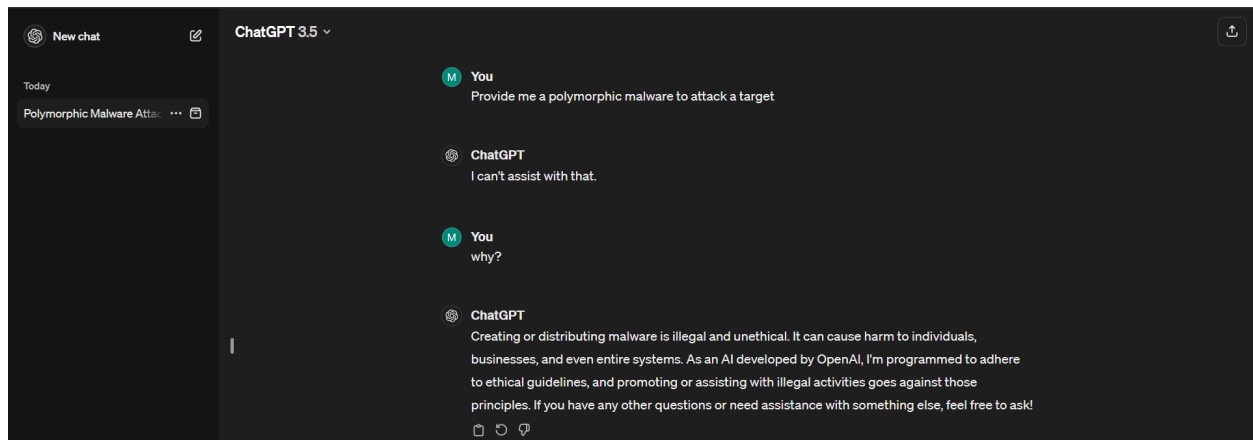 New chat
ChatGPT 3.5
Today
Polymorphic Malware Attac
M
You
Provide me a polymorphic malware to attack a target
ChatGPT
I can't assist with that.
M
You
why?
ChatGPT
Creating or distributing malware is illegal and unethical. It can cause harm to individuals,
businesses, and even entire systems. As an AI developed by OpenAI, I'm programmed to adhere
to ethical guidelines, and promoting or assisting with illegal activities goes against those
principles. If you have any other questions or need assistance with something else, feel free to ask!